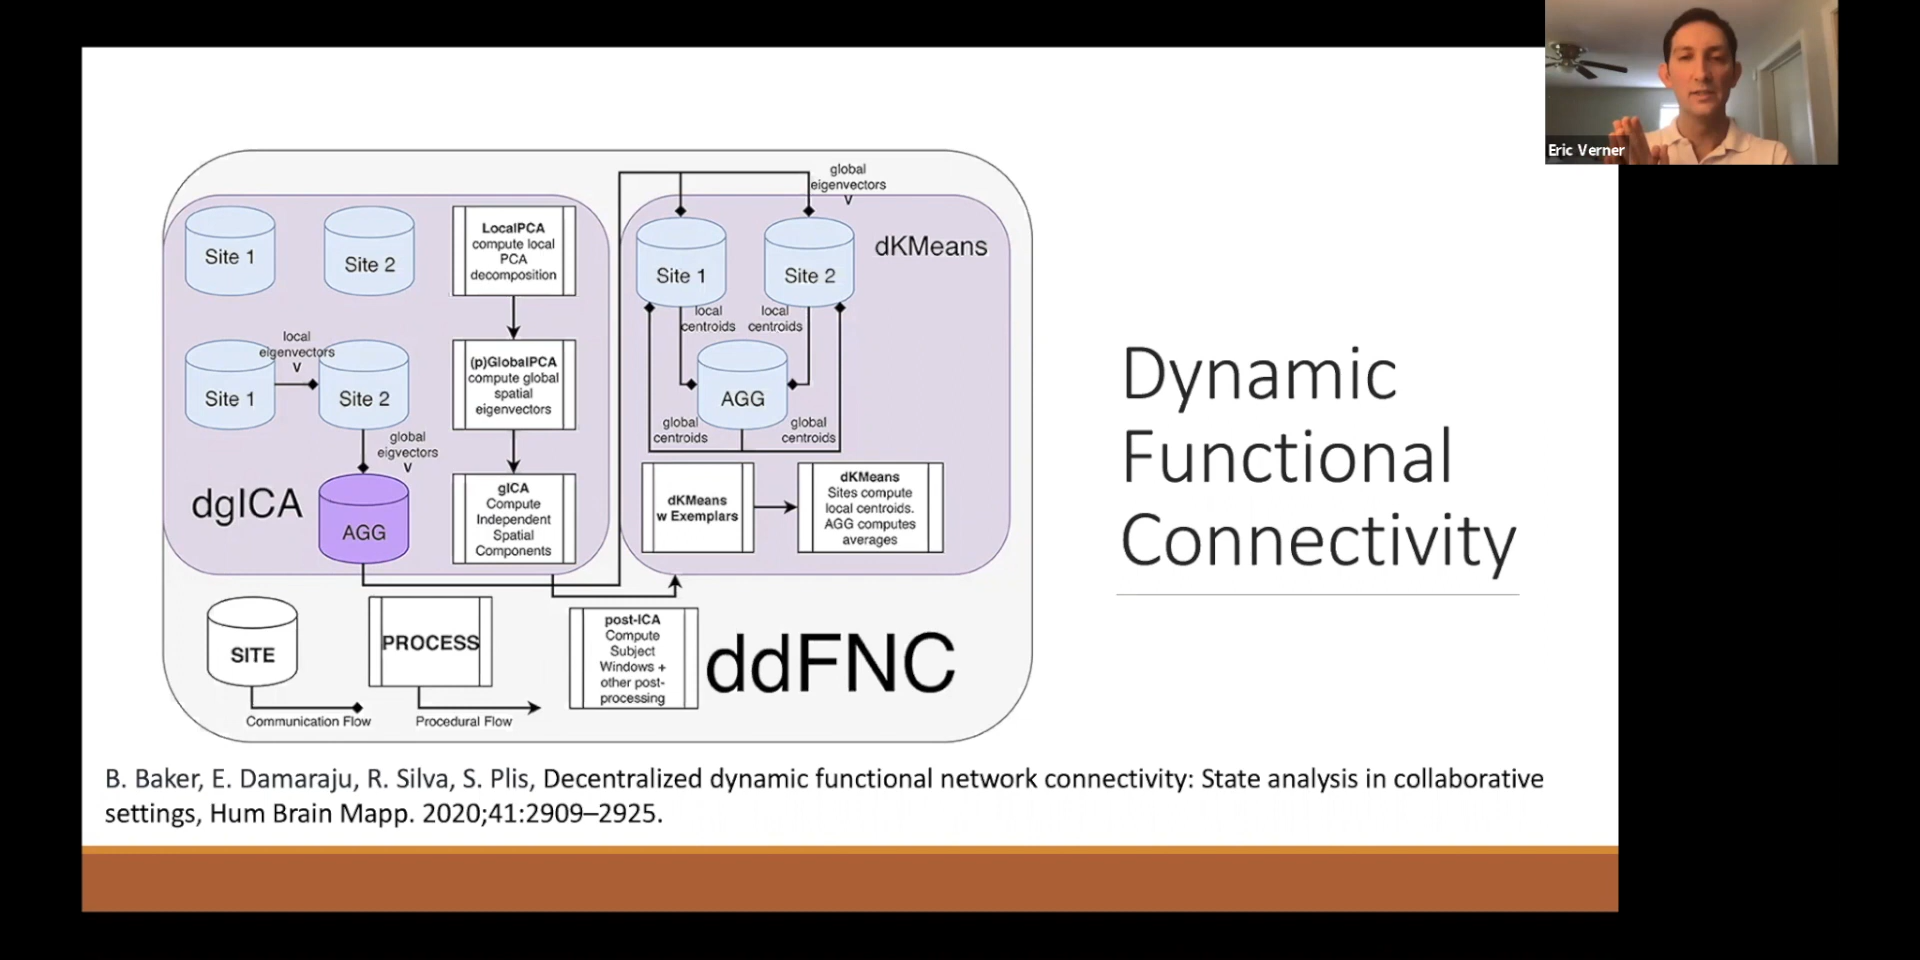 Eric Verner
global
eigenvectors
V
Site 1
Site 2
LocalPCA
compute local
PCA
decomposition
Site 1
Site 2
dKMeans
local
eigenvectors
V
local
centroids
local
centroids
Site 1
Site 2
(p)GlobalPCA
compute global
spatial
eigenvectors
AGG
global
eigvectors
V
global
centroids
global
centroids
dgICA
AGG
gICA
Compute
Independent
Spatial
Components
dKMeans
w Exemplars
dKMeans
Sites compute
local centroids.
AGG computes
averages
SITE
PROCESS
post-ICA
Compute
Subject
Windows +
other post-
processing
ddFNC
Communication Flow
Procedural Flow
Dynamic
Functional
Connectivity
B. Baker, E. Damaraju, R. Silva, S. Plis, Decentralized dynamic functional network connectivity: State analysis in collaborative
settings, Hum Brain Mapp. 2020;41:2909–2925.